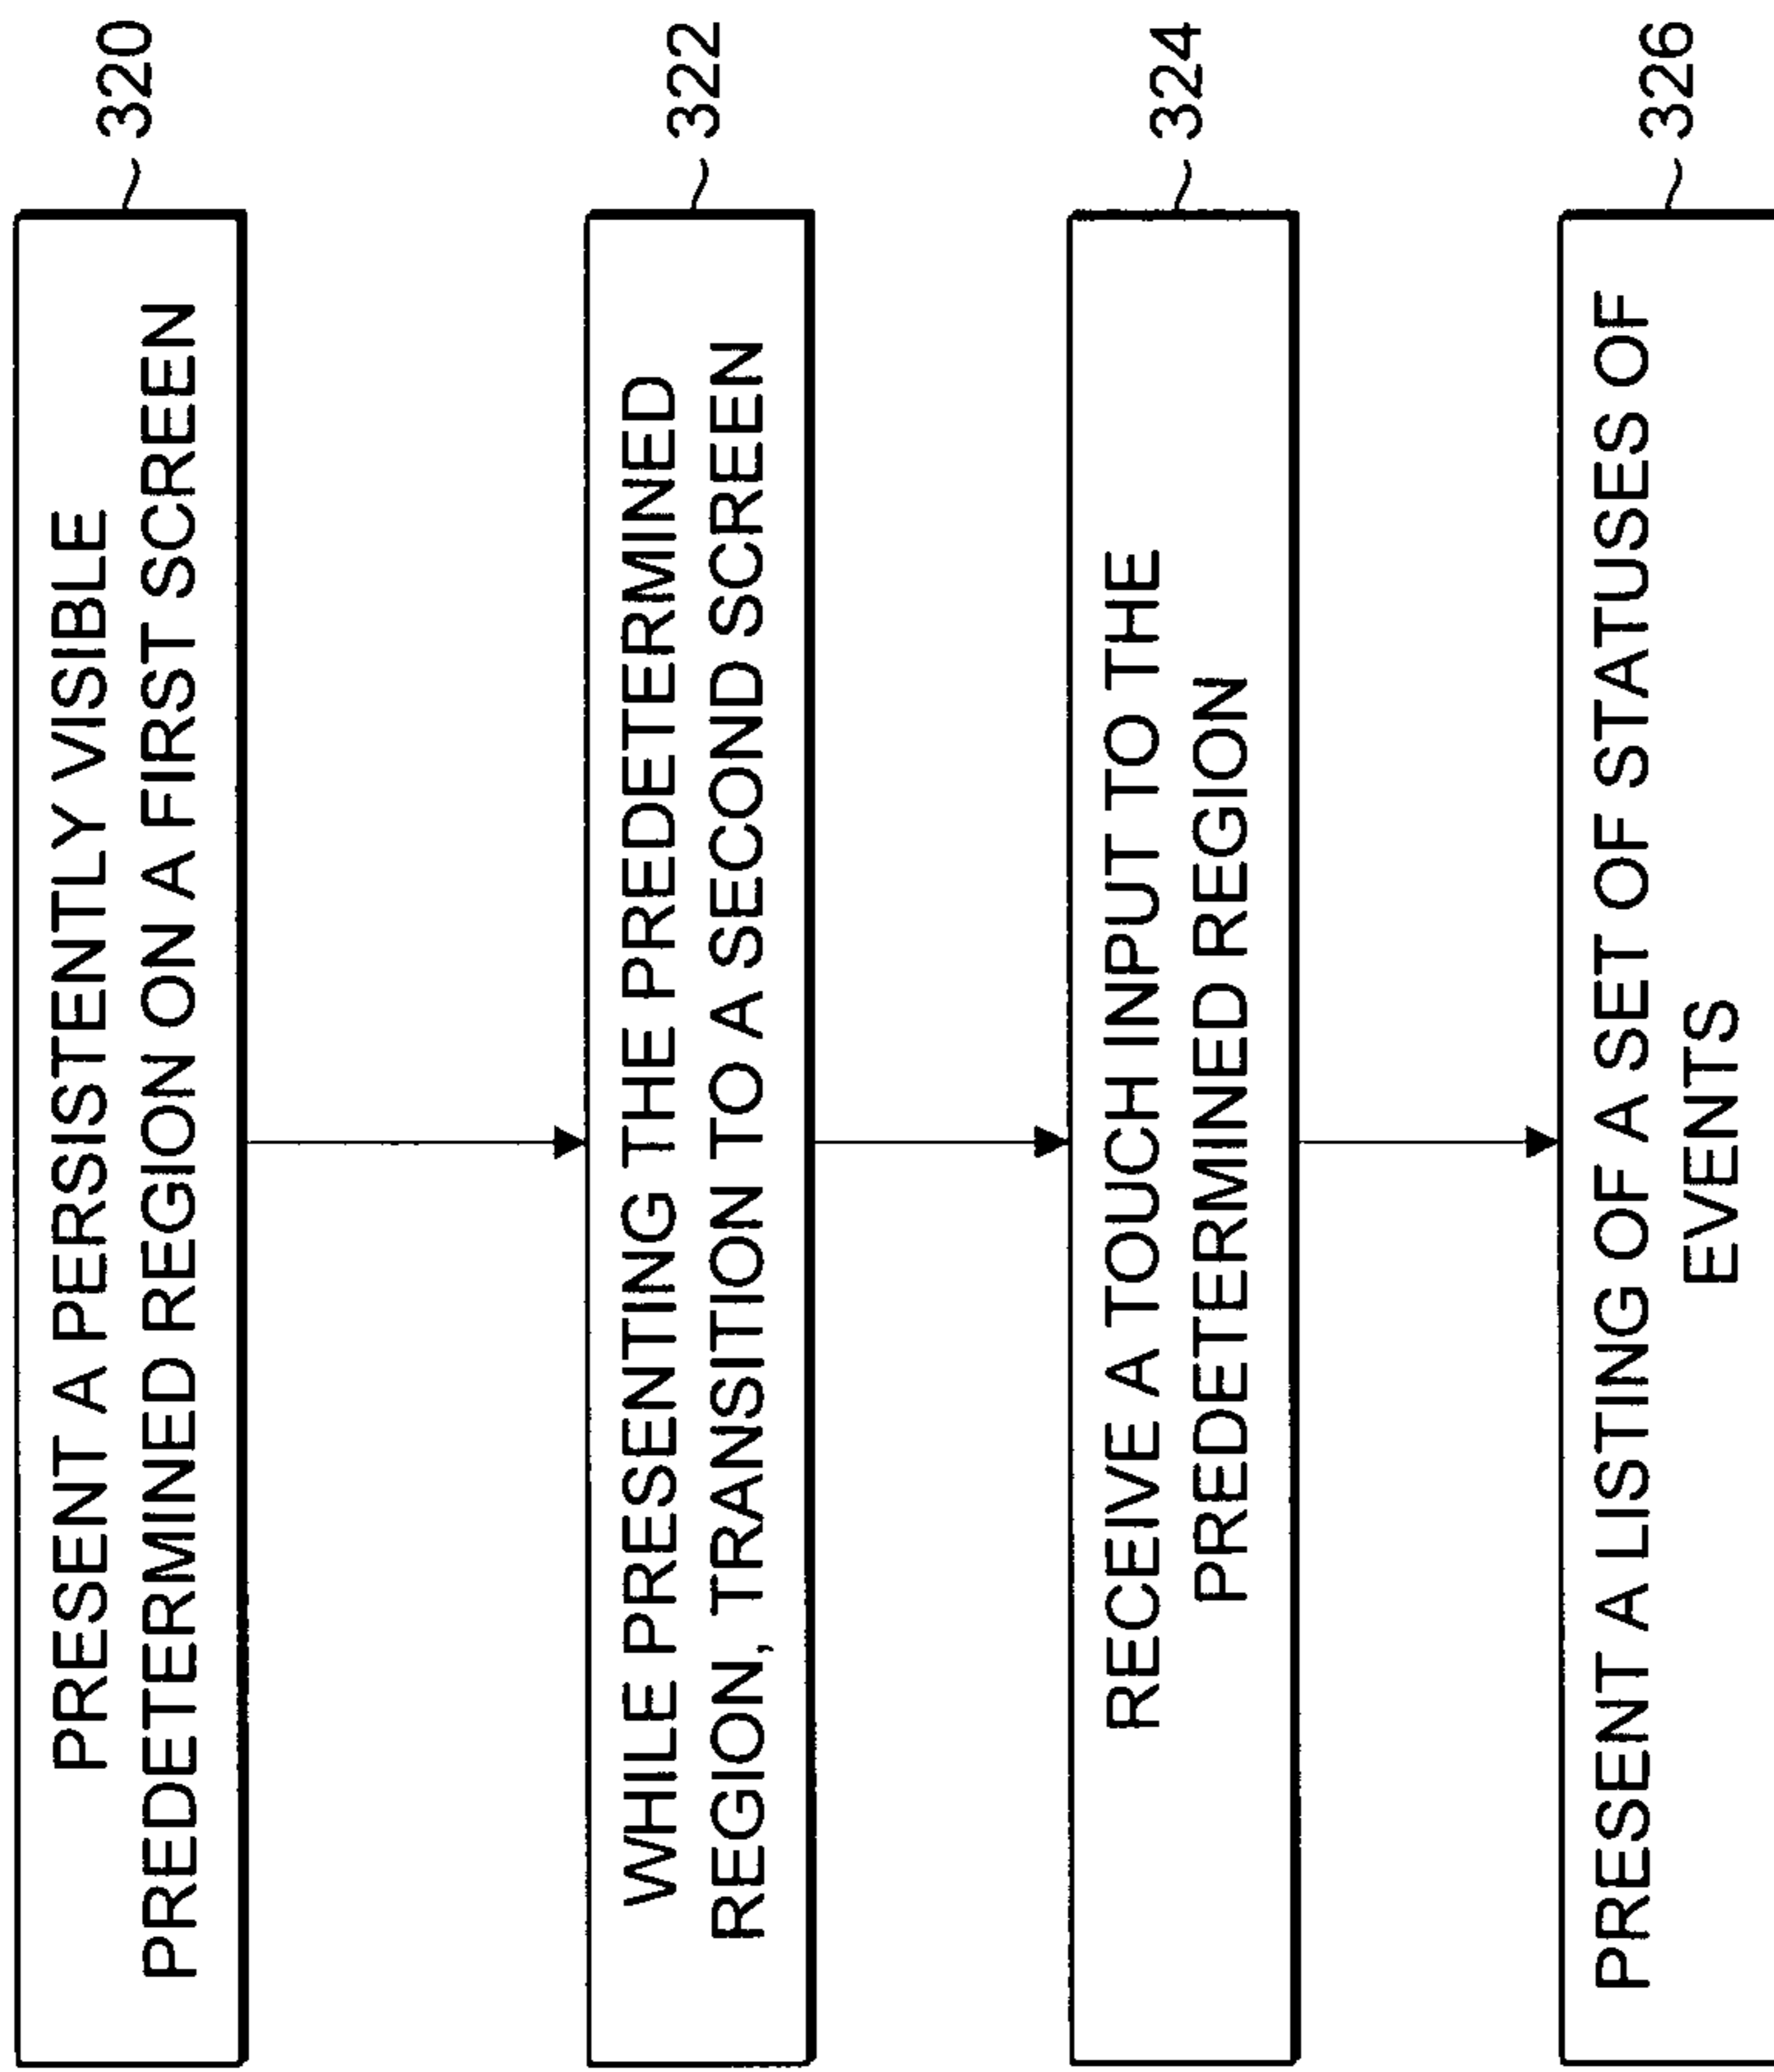 PRESENT A PERSISTENTLY VISIBLE
PREDETERMINED REGION ON A FIRST SCREEN
320
WHILE PRESENTING THE PREDETERMINED
REGION, TRANSITION TO A SECOND SCREEN
322
RECEIVE A TOUCH INPUT TO THE
PREDETERMINED REGION
324
PRESENT A LISTING OF A SET OF STATUSES OF
EVENTS
326